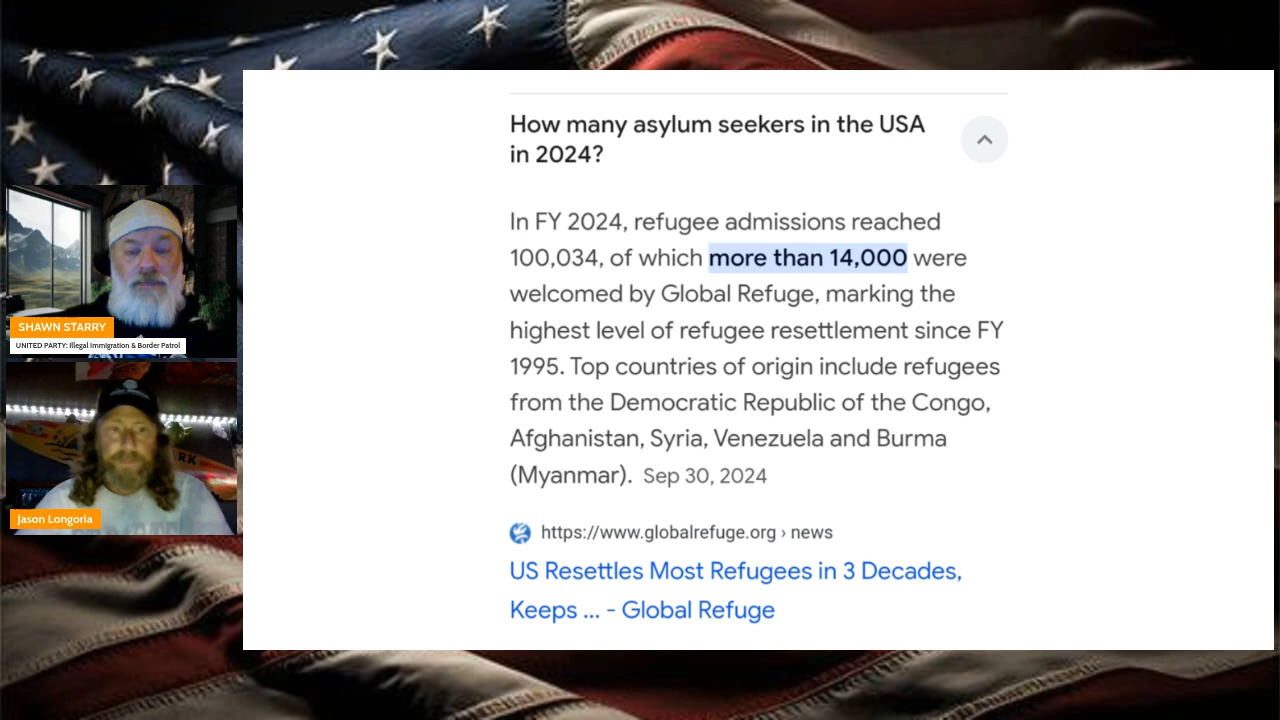 How many asylum seekers in the USA
in 2024?
In FY 2024, refugee admissions reached
100,034, of which more than 14,000 were
welcomed by Global Refuge, marking the
highest level of refugee resettlement since FY
1995. Top countries of origin include refugees
from the Democratic Republic of the Congo,
Afghanistan, Syria, Venezuela and Burma
(Myanmar). Sep 30, 2024
https://www.globalrefuge.org › news
US Resettles Most Refugees in 3 Decades,
Keeps ... - Global Refuge
SHAWN STARRY
UNITED PARTY: Illegal Immigration & Border Patrol
RK
Jason Longoria